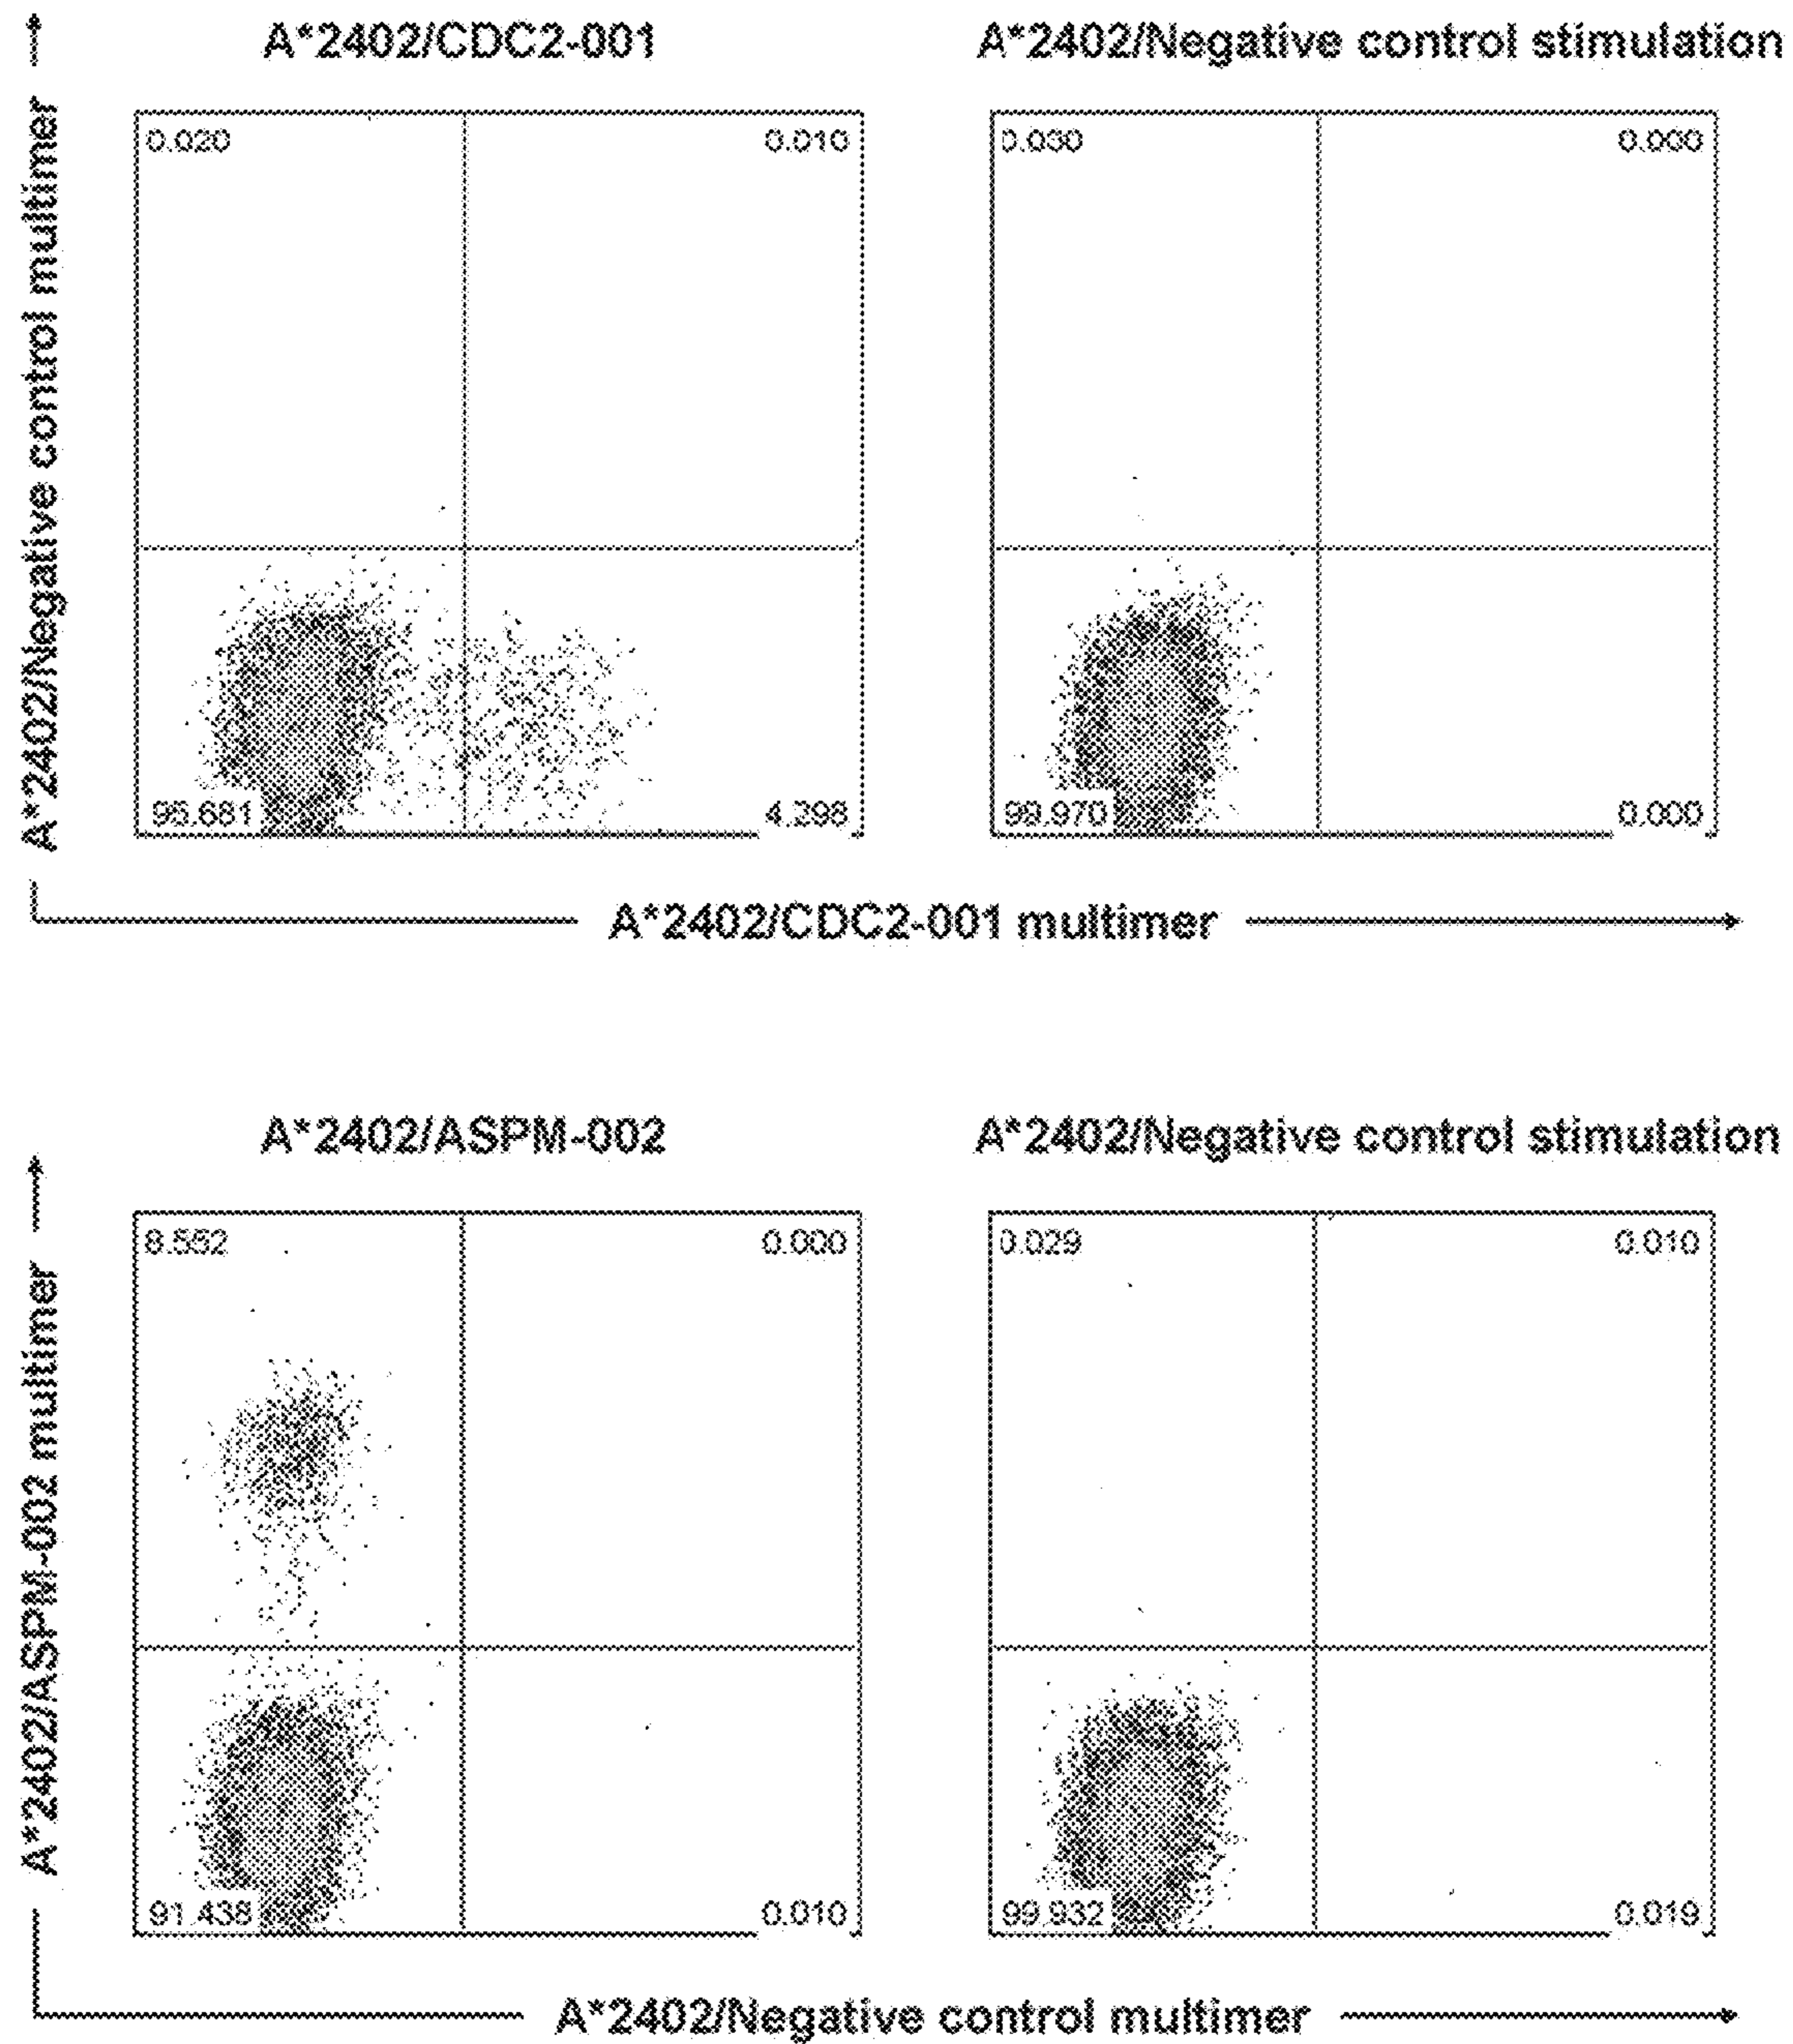 A*2402/CDC2-001
A*2402/Negative control stimulation
A*2402/Negative control multimer
0.020
0.010
95.681
4.298
0.030
0.000
99.970
0.000
A*2402/CDC2-001 multimer
A*2402/ASPM-002
A*2402/Negative control stimulation
A*2402/ASPM-002 multimer
8.552
0.000
91.438
0.010
0.029
0.010
99.932
0.019
A*2402/Negative control multimer